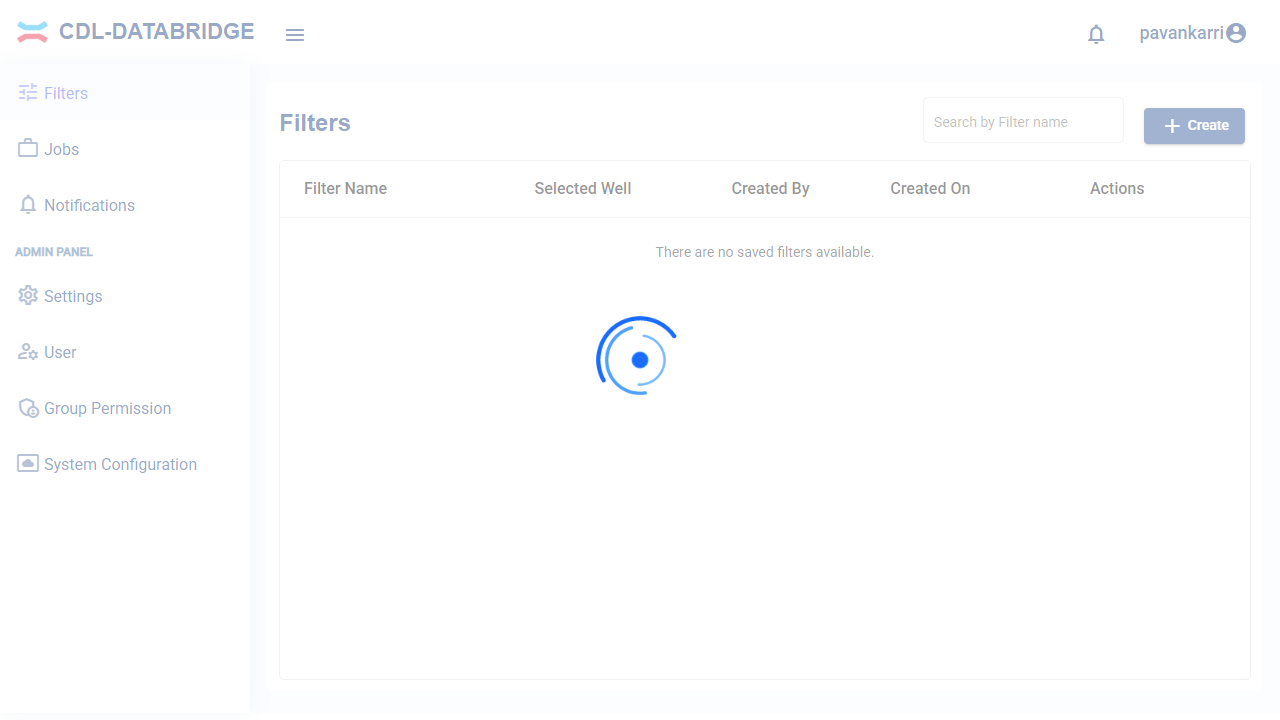 CDL-DATABRIDGE
pavankarri
Filters
Jobs
Notifications
ADMIN PANEL
Settings
User
Group Permission
System Configuration
Filters
Search by Filter name
Create
Filter Name Selected Well Created By Created On Actions
There are no saved filters available.